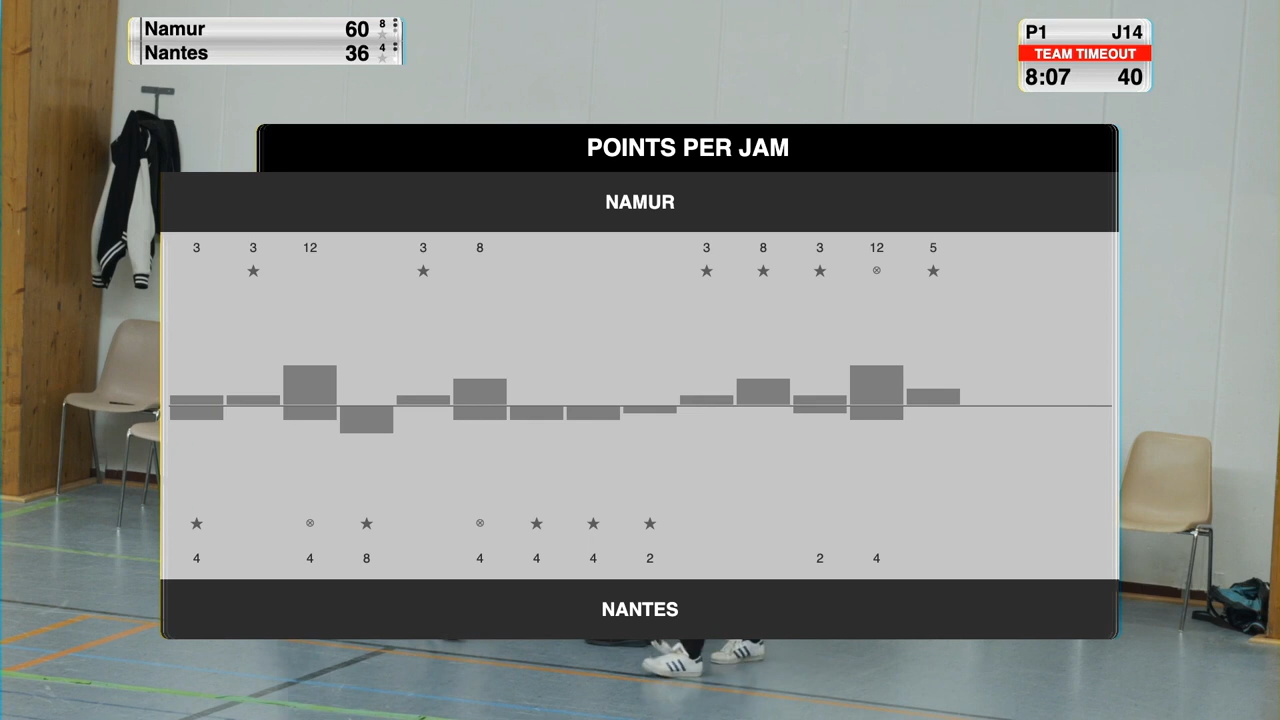 Namur 60 8
Nantes 36 4
P1 J14
TEAM TIMEOUT
8:07 40
POINTS PER JAM
NAMUR
3 3 12 3 8 3 8 3 12 5
4 4 8 4 4 4 2 2 4
NANTES